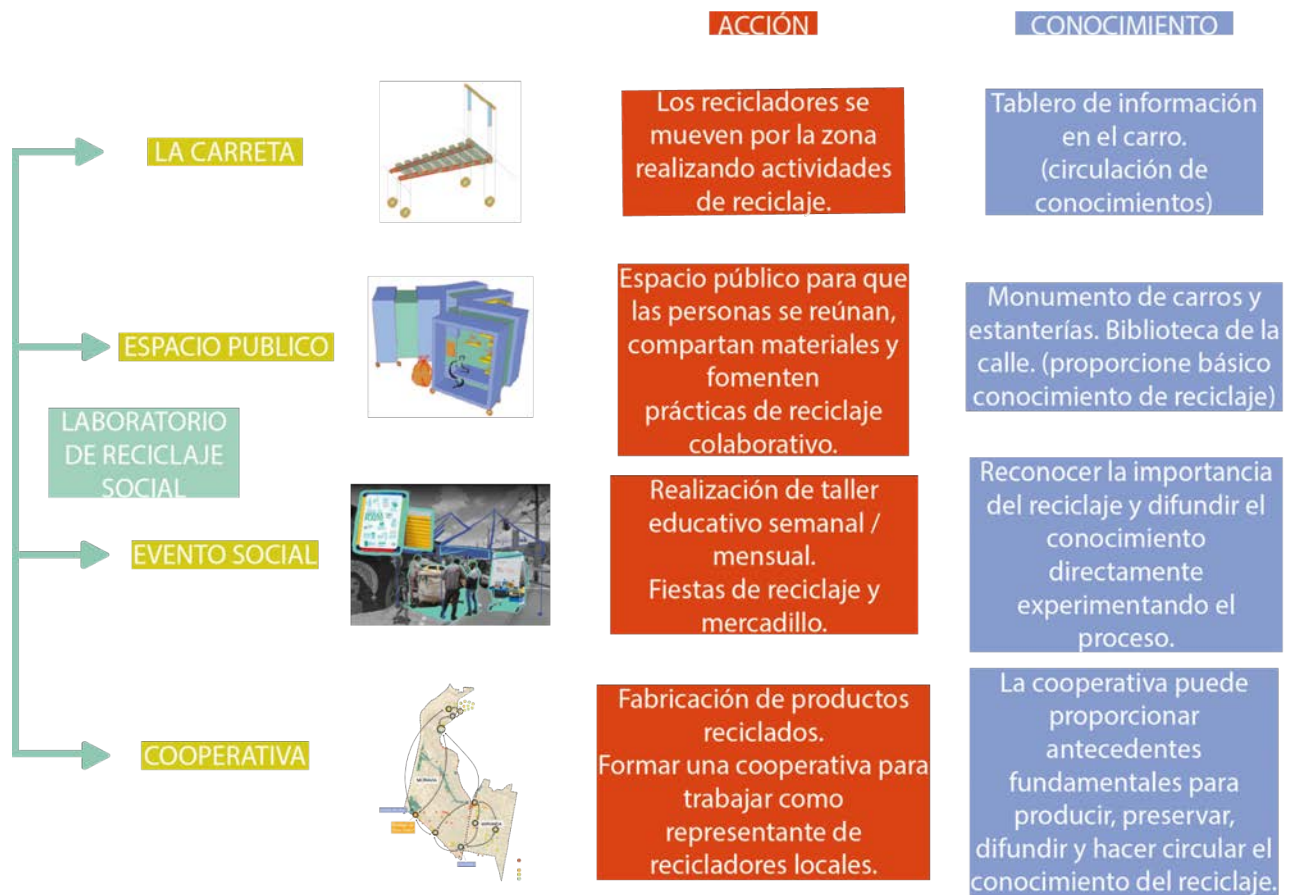 ACCIÓN
CONOCIMIENTO
LA CARRETA
Los recicladores se
mueven por la zona
realizando actividades
de reciclaje.
Tablero de información
en el carro.
(circulación de
conocimientos)
ESPACIO PUBLICO
Espacio público para que
las personas se reúnan,
compartan materiales y
fomenten
prácticas de reciclaje
colaborativo.
Monumento de carros y
estanterías. Biblioteca de la
calle. (proporcione básico
conocimiento de reciclaje)
LABORATORIO
DE RECICLAJE
SOCIAL
EVENTO SOCIAL
Realización de taller
educativo semanal /
mensual.
Fiestas de reciclaje y
mercadillo.
Reconocer la importancia
del reciclaje y difundir el
conocimiento
directamente
experimentando el
proceso.
COOPERATIVA
Fabricación de productos
reciclados.
Formar una cooperativa para
trabajar como
representante de
recicladores locales.
La cooperativa puede
proporcionar
antecedentes
fundamentales para
producir, preservar,
difundir y hacer circular el
conocimiento del reciclaje.